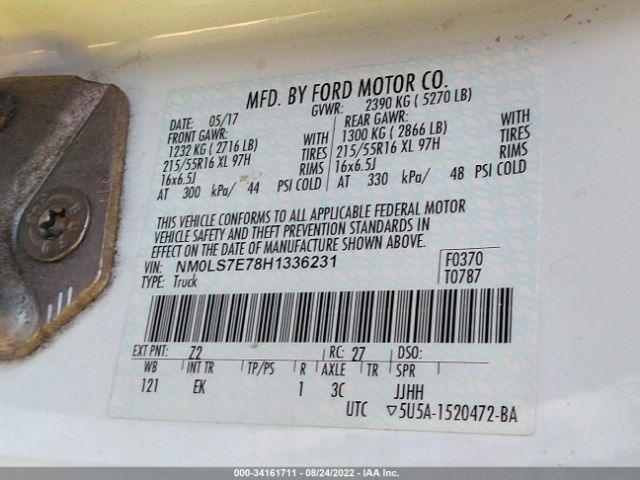 MFD. BY FORD MOTOR CO.
DATE: 05/17 GVWR: 2390 KG ( 5270 LB)
FRONT GAWR: REAR GAWR:
1232 KG ( 2716 LB) WITH 1300 KG ( 2866 LB) WITH
215/55R16 XL 97H TIRES 215/55R16 XL 97H TIRES
16x6.5J RIMS 16x6.5J RIMS
AT 300 kPa/ 44 PSI COLD AT 330 kPa/ 48 PSI COLD
THIS VEHICLE CONFORMS TO ALL APPLICABLE FEDERAL MOTOR
VEHICLE SAFETY AND THEFT PREVENTION STANDARDS IN
EFFECT ON THE DATE OF MANUFACTURE SHOWN ABOVE.
VIN: NM0LS7E78H1336231 F0370
TYPE: Truck T0787
EXT PNT: Z2 RC: 27 DSO:
WB INT TR TP/PS R AXLE TR SPR
121 EK 1 3C JJHH
UTC ▽5U5A-1520472-BA
000-34161711 - 08/24/2022 - IAA Inc.